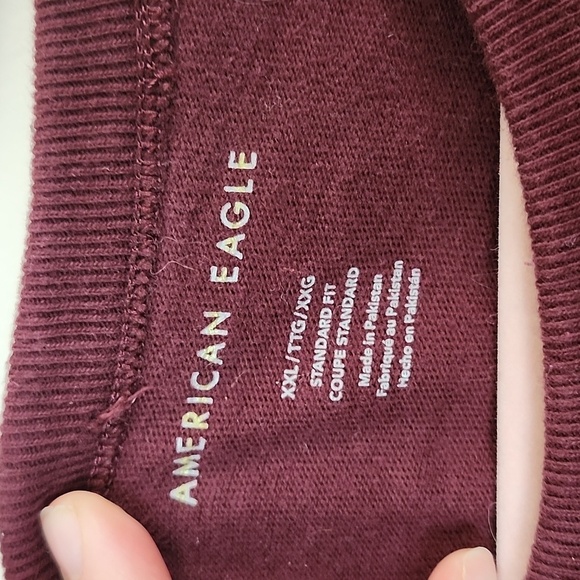 AMERICAN EAGLE
XXL/TTG/XXG
STANDARD FIT
COUPE STANDARD
Made in Pakistan
Fabriqué au Pakistan
Hecho en Pakistán